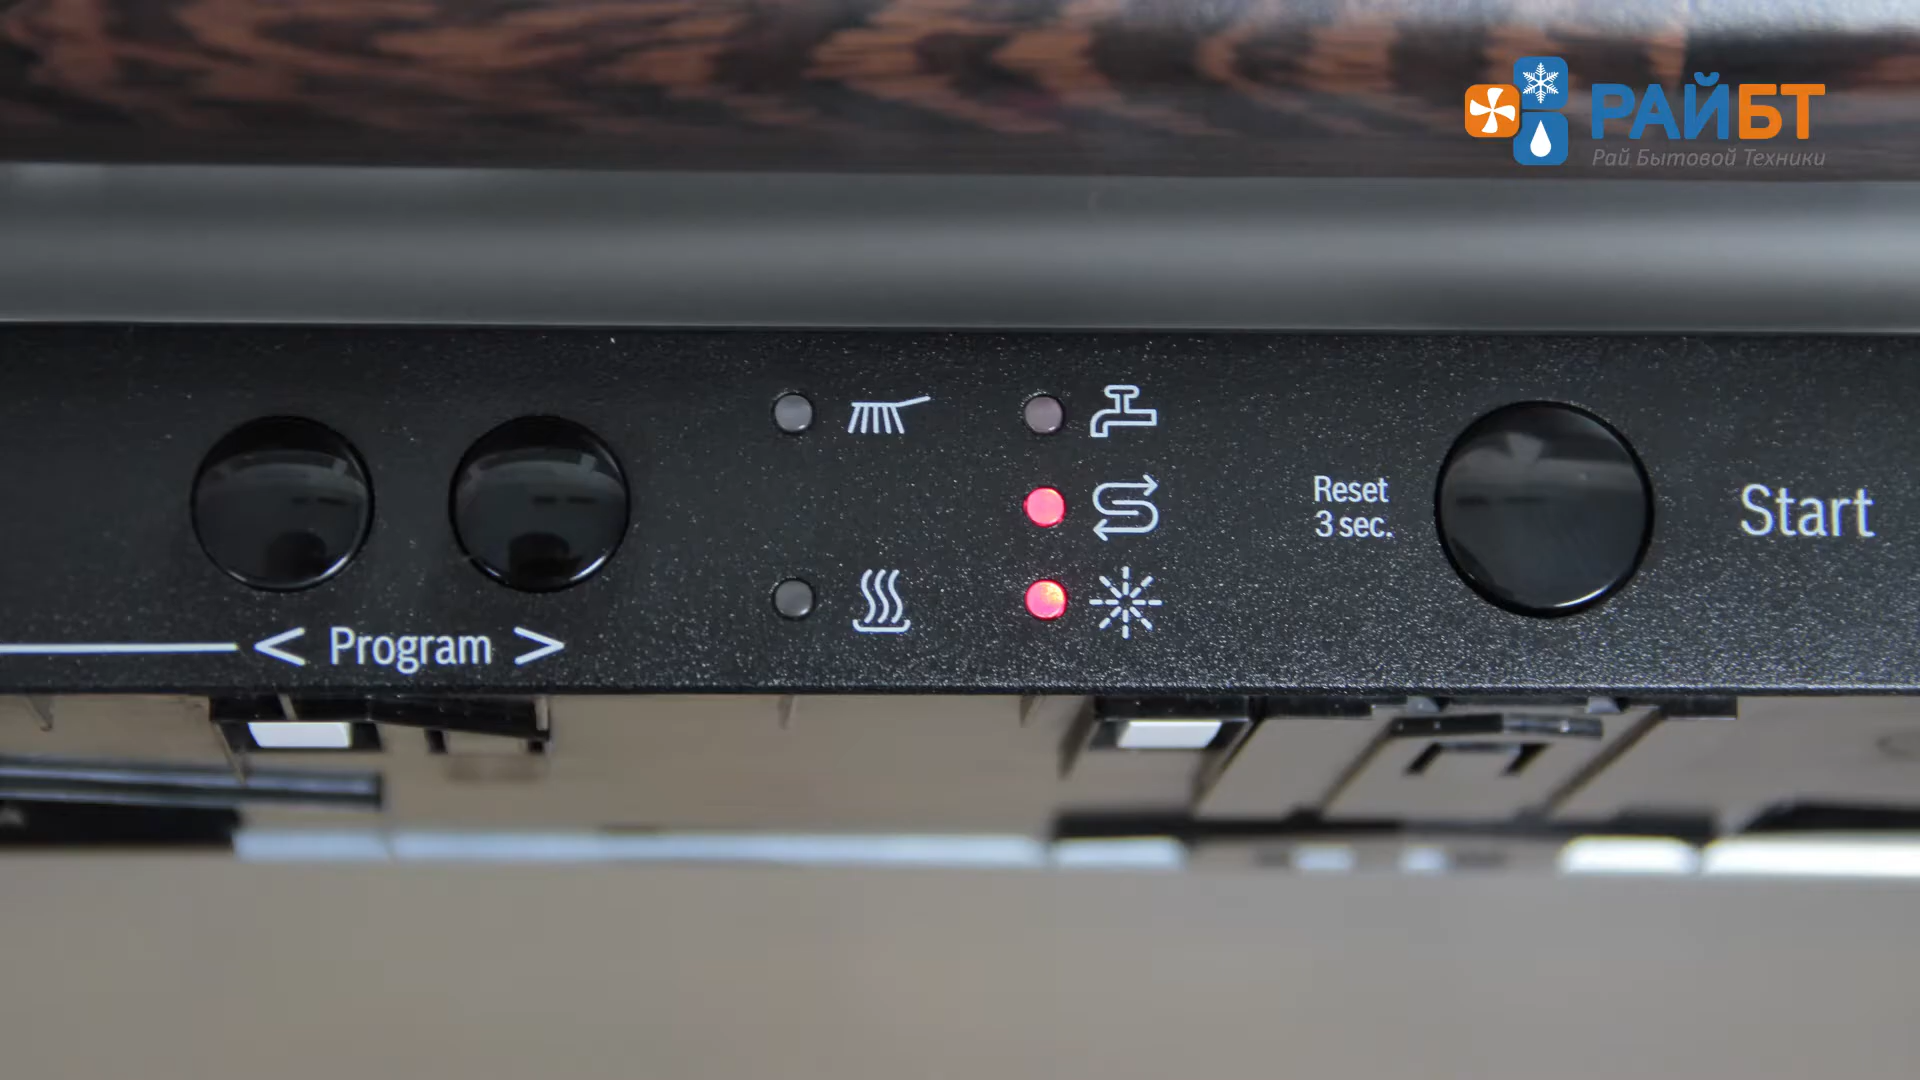 РАЙБТ
Рай Бытовой Техники
Reset
3 sec.
Start
< Program >